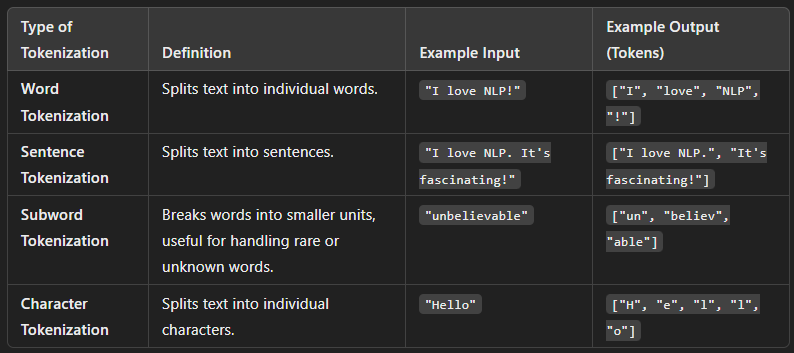 Type of
Tokenization
Definition
Example Input
Example Output
(Tokens)
Word
Tokenization
Splits text into individual words.
"I love NLP!"
["I", "love", "NLP",
"!"]
Sentence
Tokenization
Splits text into sentences.
"I love NLP. It's
fascinating!"
["I love NLP.", "It's
fascinating!"]
Subword
Tokenization
Breaks words into smaller units,
useful for handling rare or
unknown words.
"unbelievable"
["un", "believ",
"able"]
Character
Tokenization
Splits text into individual
characters.
"Hello"
["H", "e", "l", "l",
"o"]